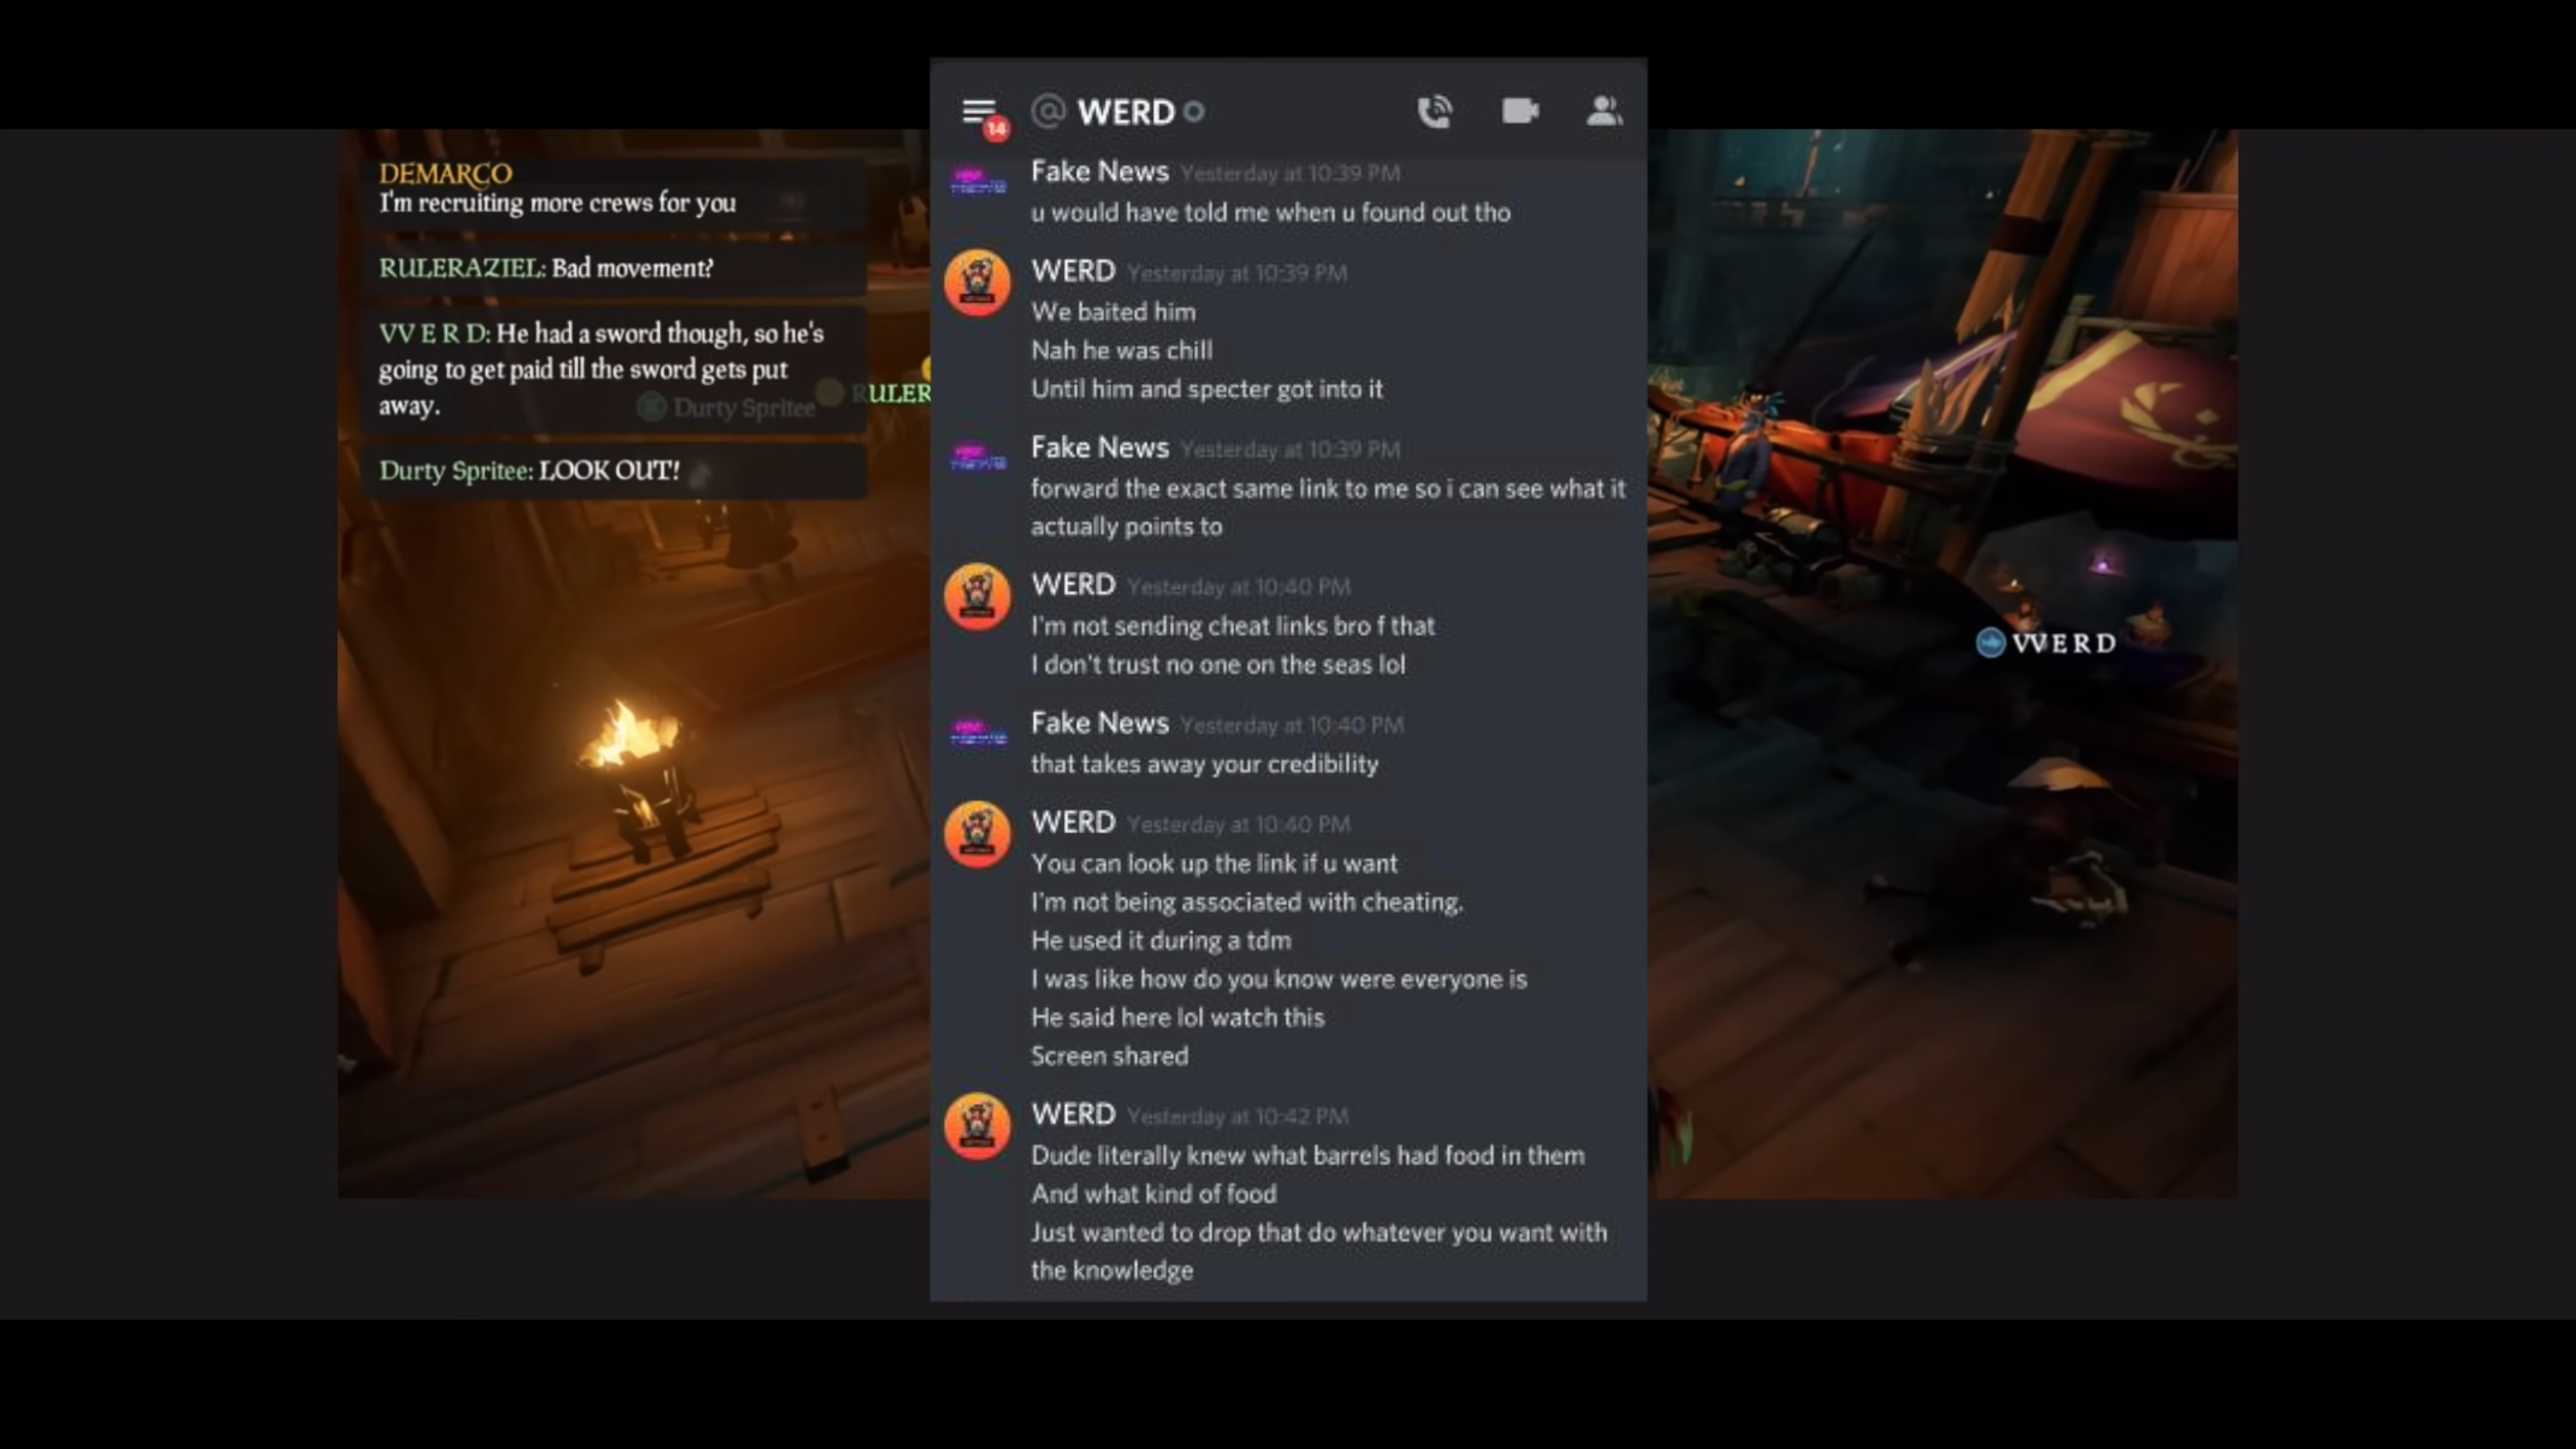 DEMARCO
I'm recruiting more crews for you
RULERAZIEL: Bad movement?
VV E R D: He had a sword though, so he's
going to get paid till the sword gets put
away.
Durty Spritee
RULER
Durty Spritee: LOOK OUT!
14
@ WERD
Fake News Yesterday at 10:39 PM
u would have told me when u found out tho
WERD Yesterday at 10:39 PM
We baited him
Nah he was chill
Until him and specter got into it
Fake News Yesterday at 10:39 PM
forward the exact same link to me so i can see what it
actually points to
WERD Yesterday at 10:40 PM
I'm not sending cheat links bro f that
I don't trust no one on the seas lol
Fake News Yesterday at 10:40 PM
that takes away your credibility
WERD Yesterday at 10:40 PM
You can look up the link if u want
I'm not being associated with cheating.
He used it during a tdm
I was like how do you know were everyone is
He said here lol watch this
Screen shared
WERD Yesterday at 10:42 PM
Dude literally knew what barrels had food in them
And what kind of food
Just wanted to drop that do whatever you want with
the knowledge
VV E R D